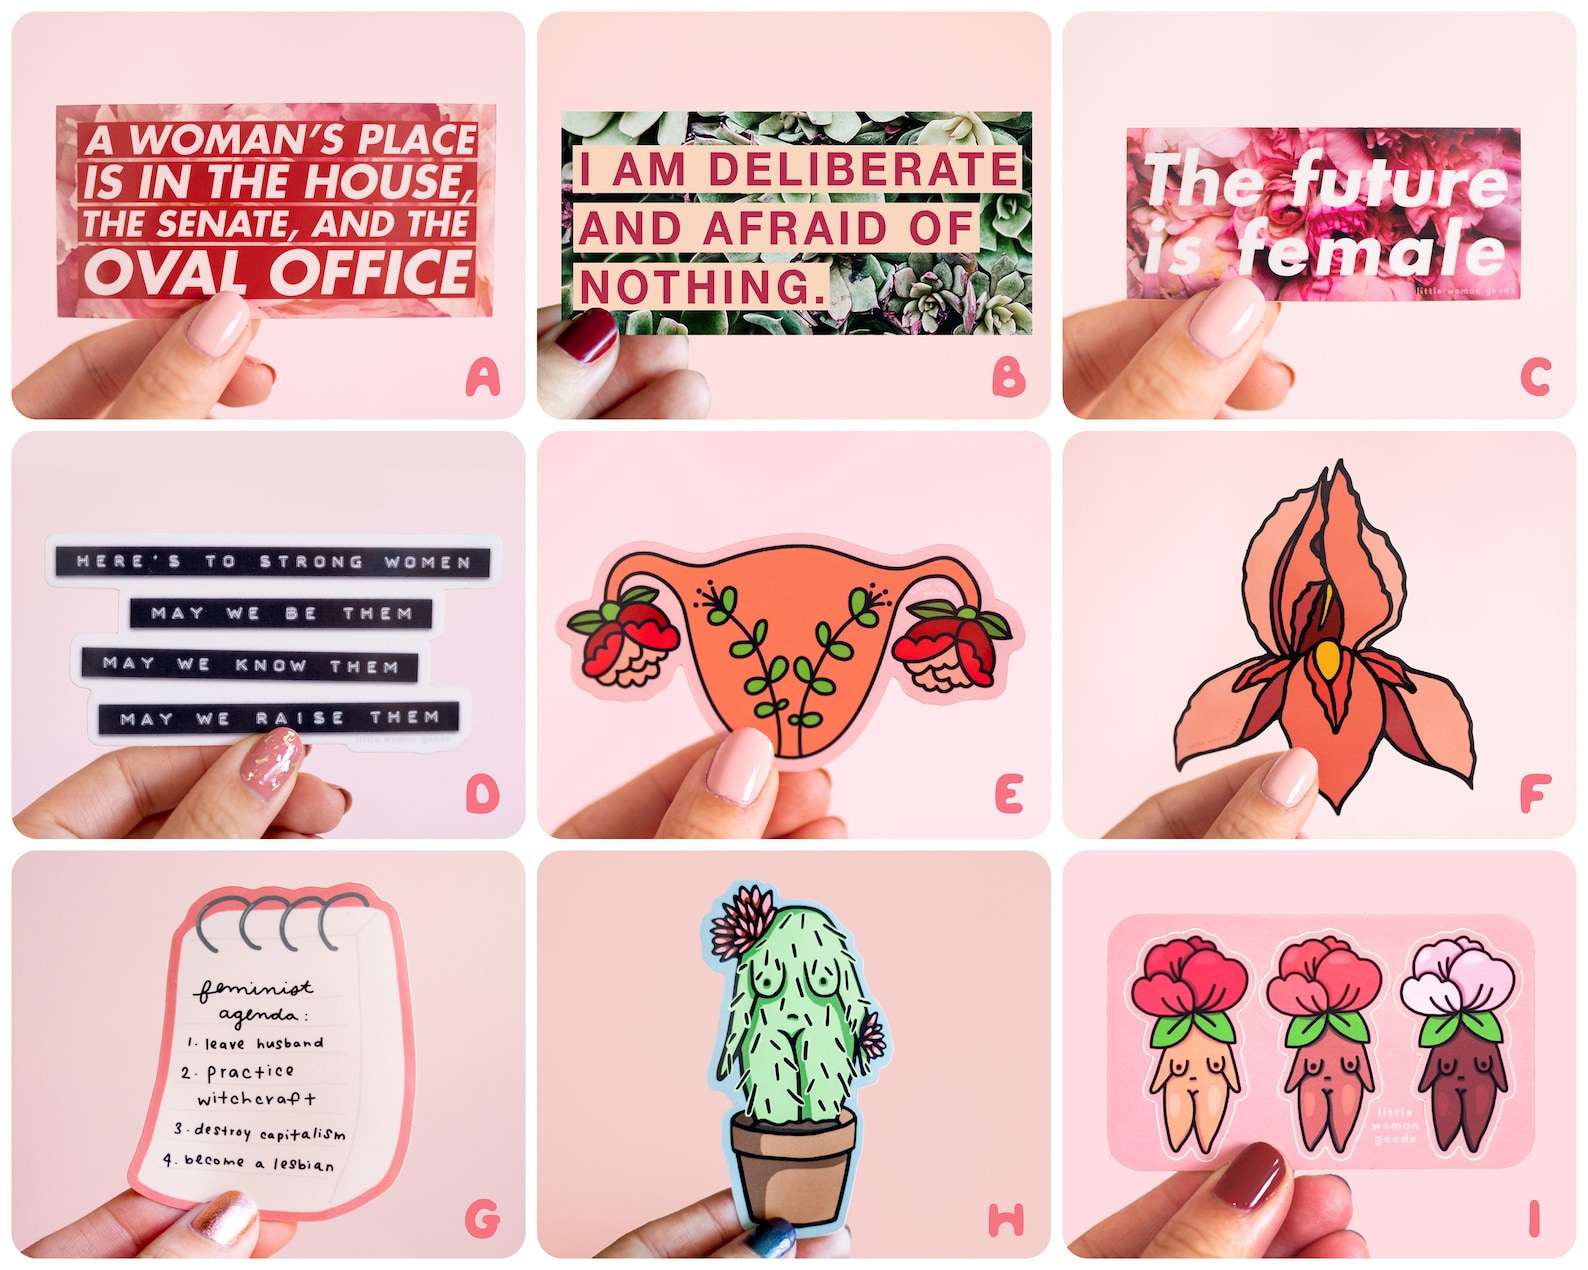 A WOMAN'S PLACE
IS IN THE HOUSE,
THE SENATE, AND THE
OVAL OFFICE
A
I AM DELIBERATE
AND AFRAID OF
NOTHING.
B
The future
is female
little woman goods
C
HERE'S TO STRONG WOMEN
MAY WE BE THEM
MAY WE KNOW THEM
MAY WE RAISE THEM
little woman goods
D
E
F
feminist
agenda:
1. leave husband
2. practice
witchcraft
3. destroy capitalism
4. become a lesbian
G
H
little
woman
goods
I